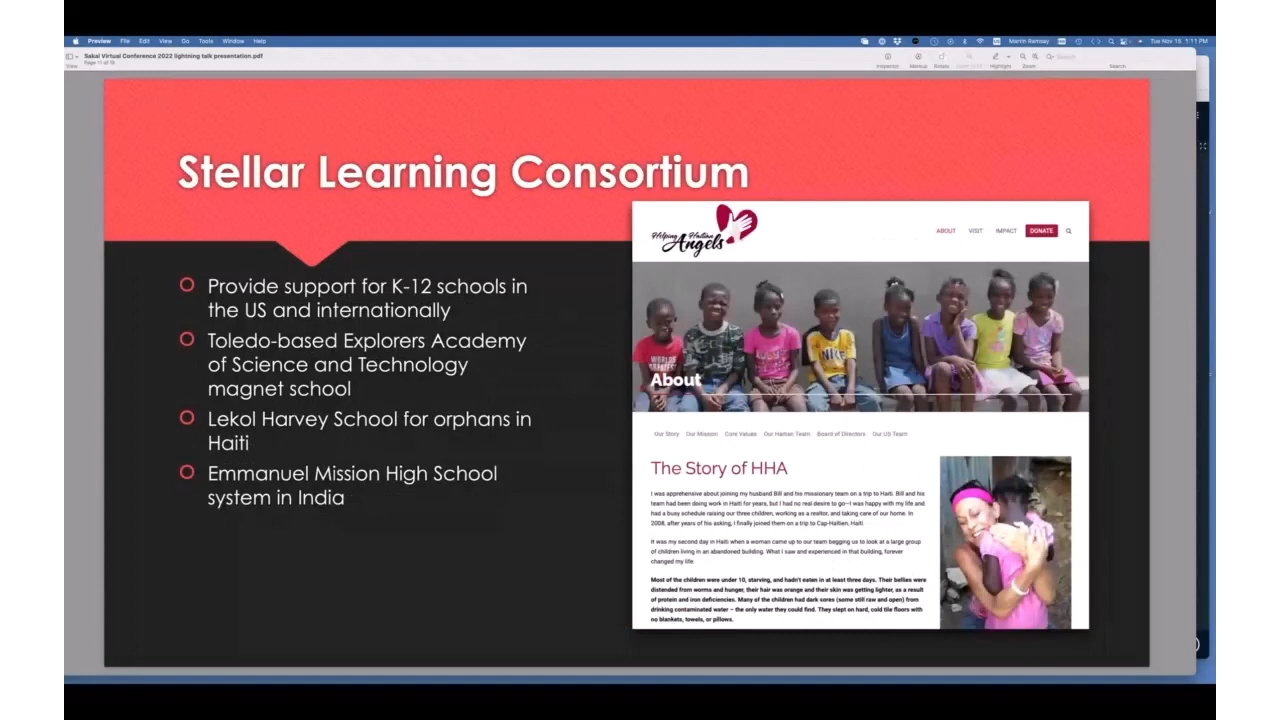 Preview File Edit View Go Tools Window Help
Martin Ramsay
Tue Nov 15 1:11 PM
Sakai Virtual Conference 2022 lightning talk presentation.pdf
View
Inspector Markup Rotate Highlight Zoom Search
Search
Stellar Learning Consortium
Provide support for K-12 schools in
the US and internationally
Toledo-based Explorers Academy
of Science and Technology
magnet school
Lekol Harvey School for orphans in
Haiti
Emmanuel Mission High School
system in India
Helping Haitian
Angels
ABOUT VISIT IMPACT DONATE
WORLD'S
GREATEST
NIKE
About
Our Story Our Mission Core Values Our Haitian Team Board of Directors Our US Team
The Story of HHA
I was apprehensive about joining my husband Bill and his missionary team on a trip to Haiti. Bill and his
team had been doing work in Haiti for years, but I had no real desire to go—I was happy with my life and
had a busy schedule raising our three children, working as a realtor, and taking care of our home. In
2008, after years of his asking, I finally joined them on a trip to Cap-Haitien, Haiti.
It was my second day in Haiti when a woman came up to our team begging us to look at a large group
of children living in an abandoned building. What I saw and experienced in that building, forever
changed my life.
Most of the children were under 10, starving, and hadn't eaten in at least three days. Their bellies were
distended from worms and hunger, their hair was orange and their skin was getting lighter, as a result
of protein and iron deficiencies. Many of the children had dark sores (some still raw and open) from
drinking contaminated water – the only water they could find. They slept on hard, cold tile floors with
no blankets, towels, or pillows.